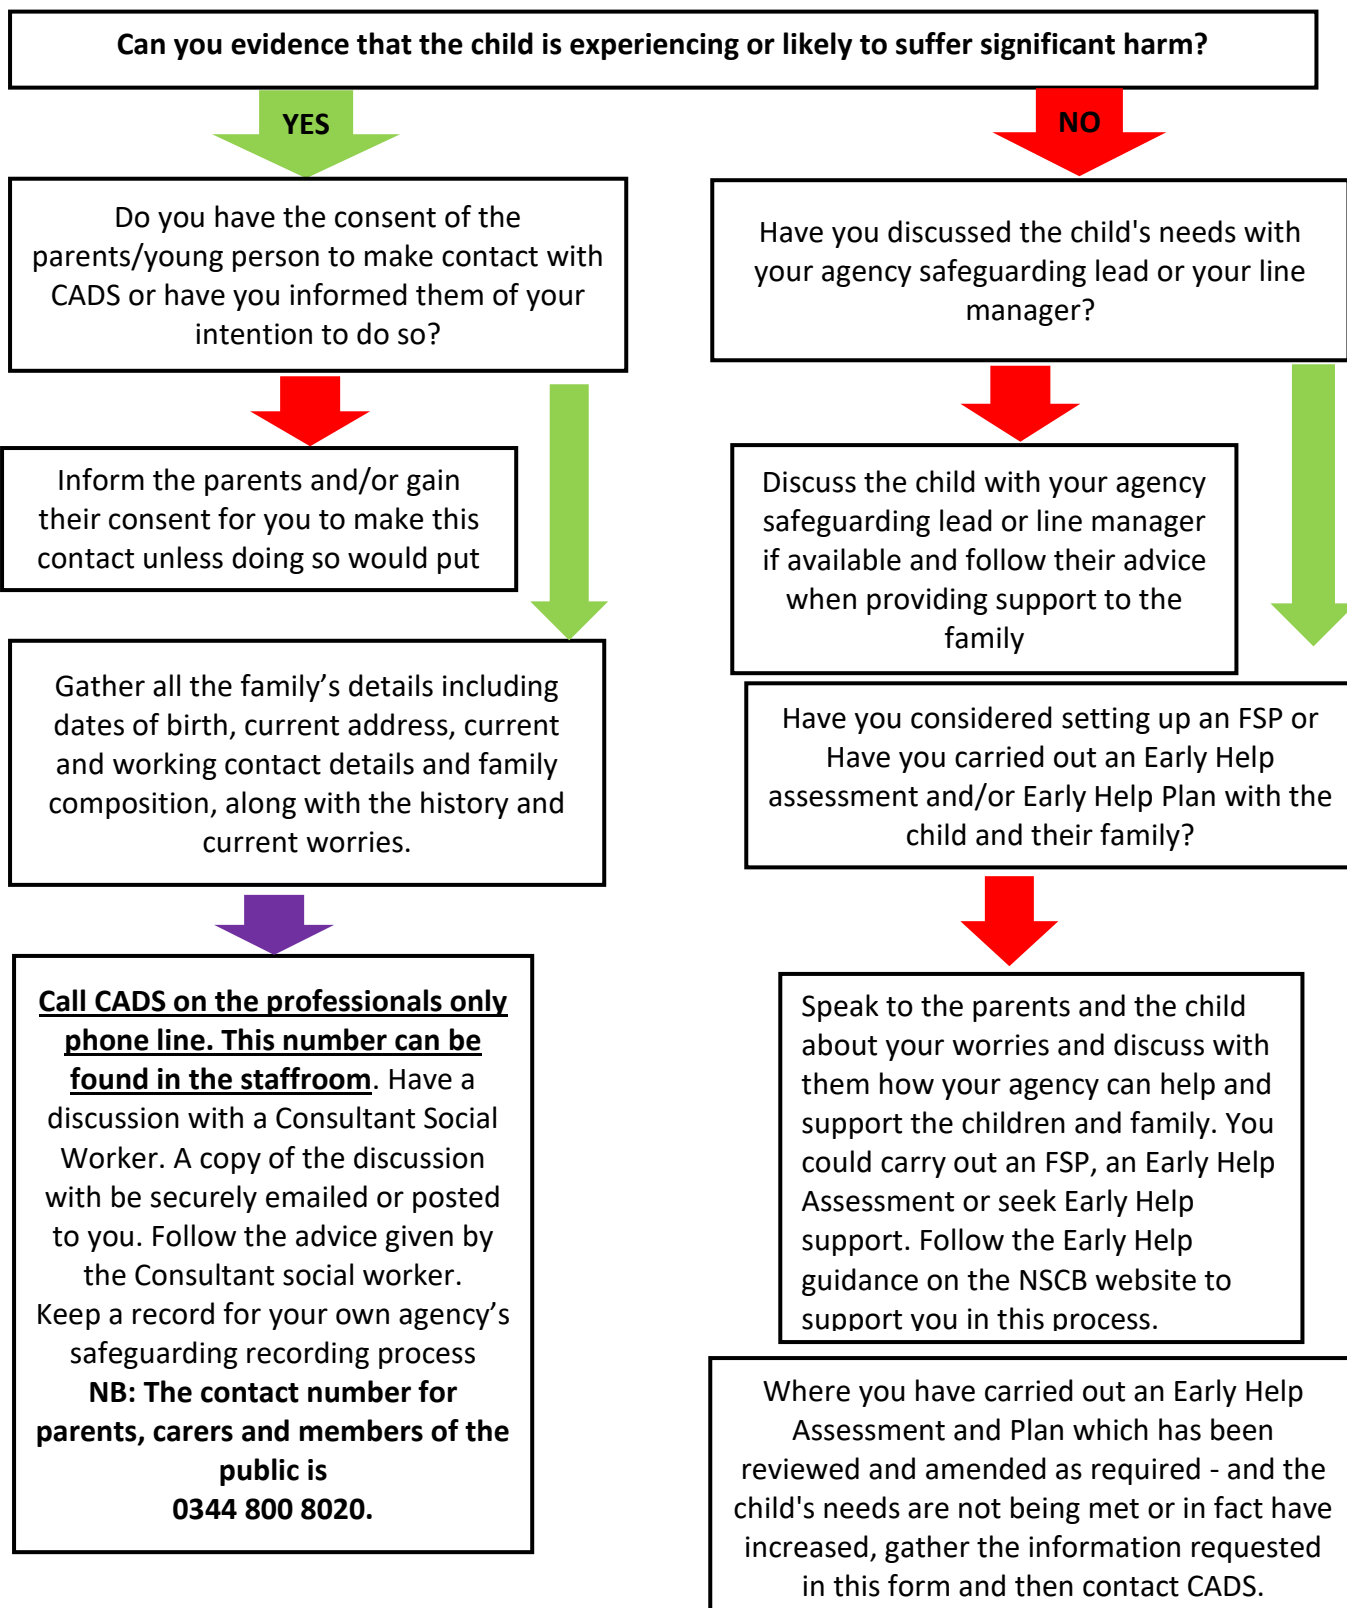 Can you evidence that the child is experiencing or likely to suffer significant harm?
YES
NO
Do you have the consent of the
parents/young person to make contact with
CADS or have you informed them of your
intention to do so?
Inform the parents and/or gain
their consent for you to make this
contact unless doing so would put
Gather all the family’s details including
dates of birth, current address, current
and working contact details and family
composition, along with the history and
current worries.
Call CADS on the professionals only
phone line. This number can be
found in the staffroom. Have a
discussion with a Consultant Social
Worker. A copy of the discussion
with be securely emailed or posted
to you. Follow the advice given by
the Consultant social worker.
Keep a record for your own agency’s
safeguarding recording process
NB: The contact number for
parents, carers and members of the
public is
0344 800 8020.
Have you discussed the child's needs with
your agency safeguarding lead or your line
manager?
Discuss the child with your agency
safeguarding lead or line manager
if available and follow their advice
when providing support to the
family
Have you considered setting up an FSP or
Have you carried out an Early Help
assessment and/or Early Help Plan with the
child and their family?
Speak to the parents and the child
about your worries and discuss with
them how your agency can help and
support the children and family. You
could carry out an FSP, an Early Help
Assessment or seek Early Help
support. Follow the Early Help
guidance on the NSCB website to
support you in this process.
Where you have carried out an Early Help
Assessment and Plan which has been
reviewed and amended as required - and the
child's needs are not being met or in fact have
increased, gather the information requested
in this form and then contact CADS.